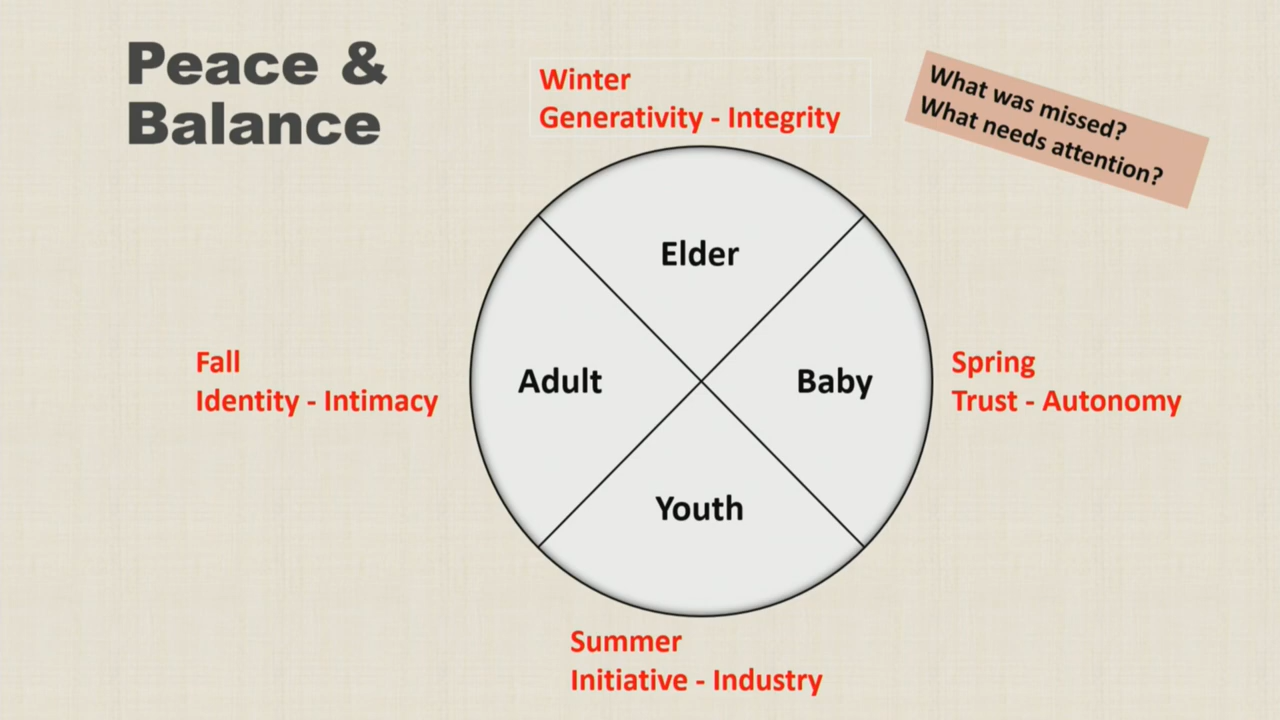 Peace &
Balance
Winter
Generativity - Integrity
What was missed?
What needs attention?
Elder
Fall
Identity - Intimacy
Adult
Baby
Spring
Trust - Autonomy
Youth
Summer
Initiative - Industry